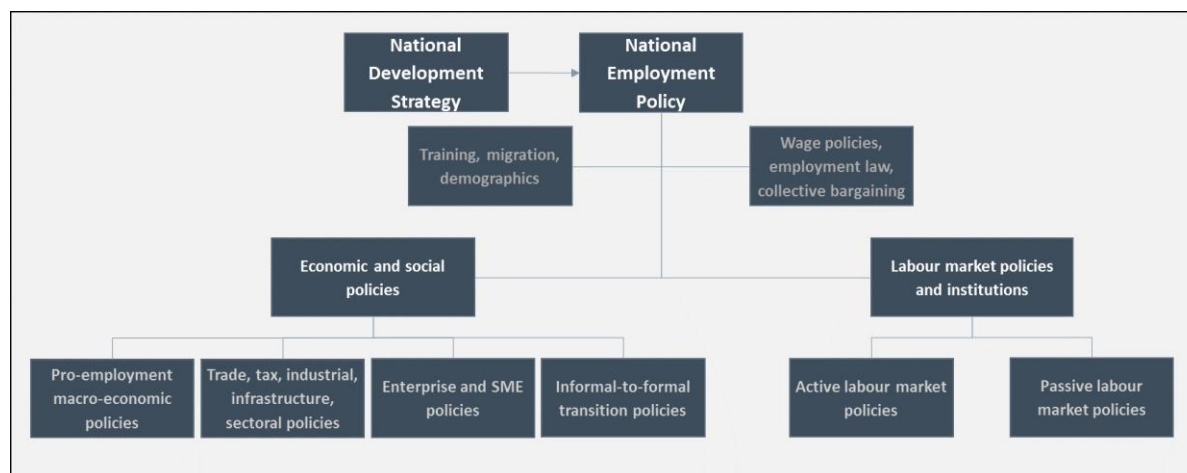 National
Development
Strategy
National
Employment
Policy
Training, migration,
demographics
Wage policies,
employment law,
collective bargaining
Economic and social
policies
Labour market policies
and institutions
Pro-employment
macro-economic
policies
Trade, tax, industrial,
infrastructure,
sectoral policies
Enterprise and SME
policies
Informal-to-formal
transition policies
Active labour market
policies
Passive labour
market policies